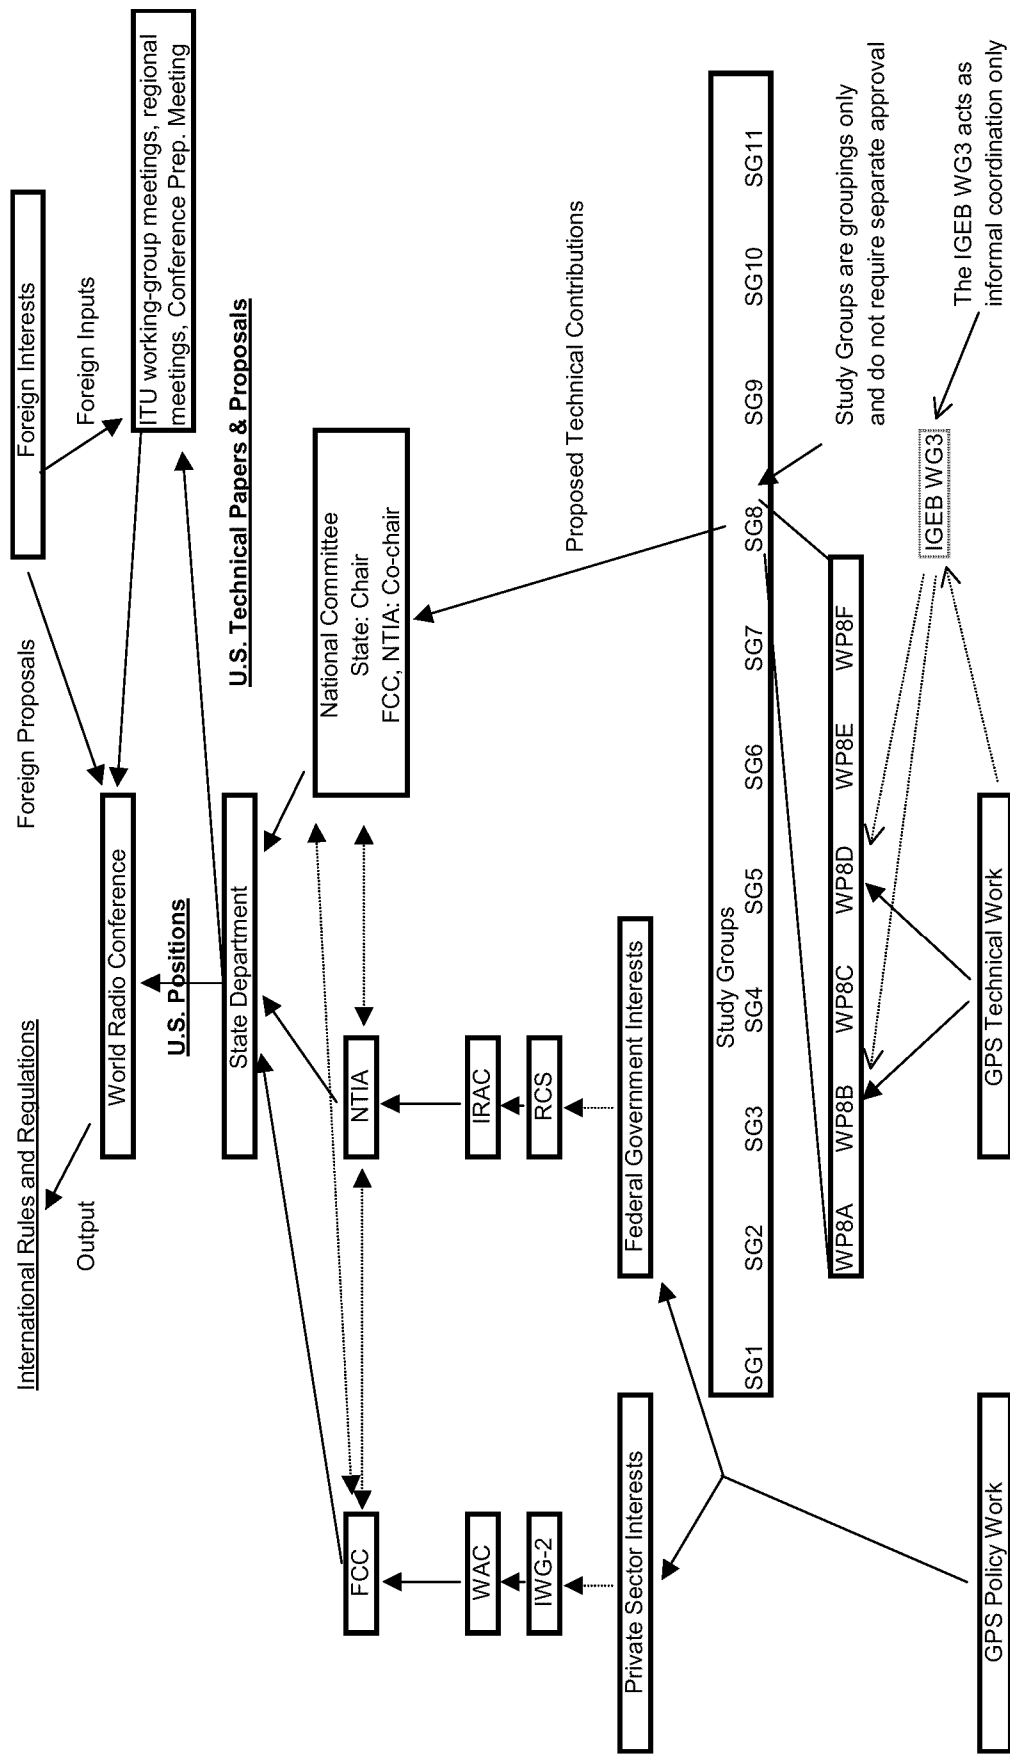 International Rules and Regulations
Output
Foreign Proposals
Foreign Interests
Foreign Inputs
World Radio Conference
ITU working-group meetings, regional
meetings, Conference Prep. Meeting
U.S. Positions
U.S. Technical Papers & Proposals
State Department
FCC
NTIA
National Committee
State: Chair
FCC, NTIA: Co-chair
WAC
IRAC
IWG-2
RCS
Proposed Technical Contributions
Private Sector Interests
Federal Government Interests
Study Groups
SG1 SG2 SG3 SG4 SG5 SG6 SG7 SG8 SG9 SG10 SG11
Study Groups are groupings only
and do not require separate approval
WP8A WP8B WP8C WP8D WP8E WP8F
IGEB WG3
The IGEB WG3 acts as
informal coordination only
GPS Policy Work
GPS Technical Work